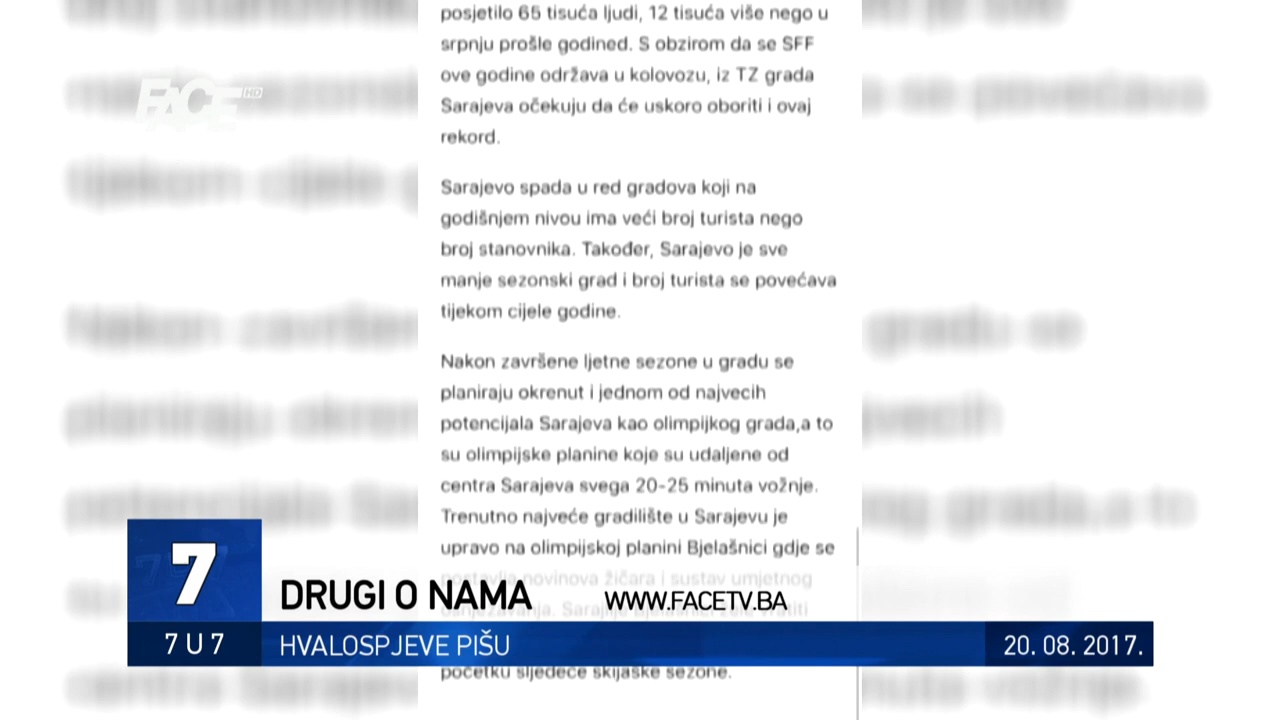 posjetilo 65 tisuća ljudi, 12 tisuća više nego u
srpnju prošle godined. S obzirom da se SFF
ove godine održava u kolovozu, iz TZ grada
Sarajeva očekuju da će uskoro oboriti i ovaj
rekord.
Sarajevo spada u red gradova koji na
godišnjem nivou ima veći broj turista nego
broj stanovnika. Također, Sarajevo je sve
manje sezonski grad i broj turista se povećava
tijekom cijele godine.
Nakon završene ljetne sezone u gradu se
planiraju okrenut i jednom od najvecih
potencijala Sarajeva kao olimpijkog grada,a to
su olimpijske planine koje su udaljene od
centra Sarajeva svega 20-25 minuta vožnje.
Trenutno najveće gradilište u Sarajevu je
upravo na olimpijskoj planini Bjelašnici gdje se
postavlja novinova žičara i sustav umjetnog
početku sljedeće skijaške sezone.
FACE HD
7
DRUGI O NAMA
WWW.FACETV.BA
7 U 7
HVALOSPJEVE PIŠU
20. 08. 2017.